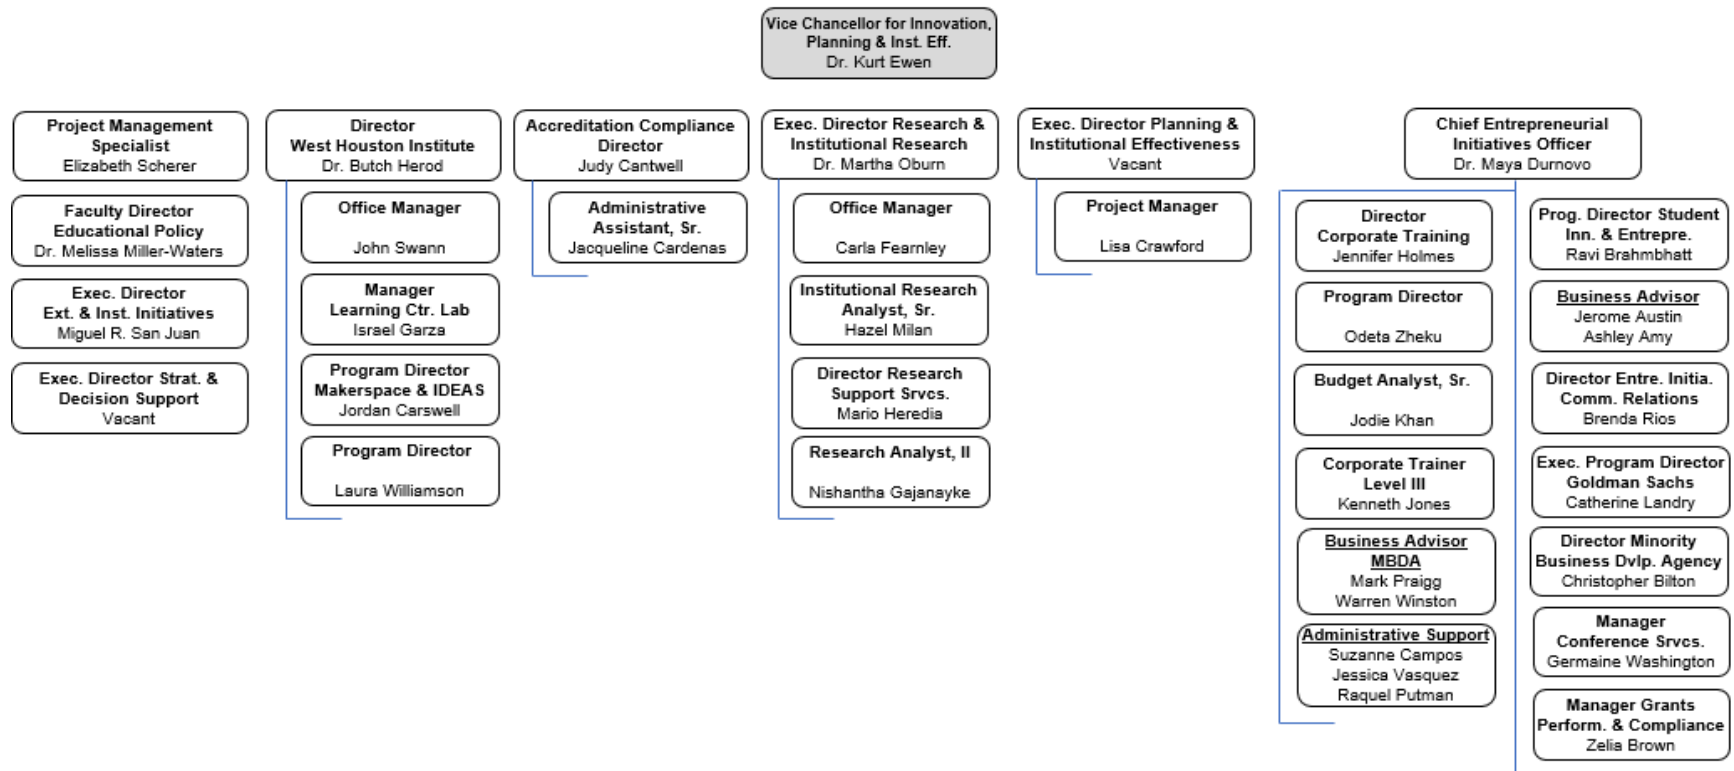 Vice Chancellor for Innovation,
Planning & Inst. Eff.
Dr. Kurt Ewen
Project Management
Specialist
Elizabeth Scherer
Faculty Director
Educational Policy
Dr. Melissa Miller-Waters
Exec. Director
Ext. & Inst. Initiatives
Miguel R. San Juan
Exec. Director Strat. &
Decision Support
Vacant
Director
West Houston Institute
Dr. Butch Herod
Office Manager
John Swann
Manager
Learning Ctr. Lab
Israel Garza
Program Director
Makerspace & IDEAS
Jordan Carswell
Program Director
Laura Williamson
Accreditation Compliance
Director
Judy Cantwell
Administrative
Assistant, Sr.
Jacqueline Cardenas
Exec. Director Research &
Institutional Research
Dr. Martha Oburn
Office Manager
Carla Fearnley
Institutional Research
Analyst, Sr.
Hazel Milan
Director Research
Support Srvcs.
Mario Heredia
Research Analyst, II
Nishantha Gajanayke
Exec. Director Planning &
Institutional Effectiveness
Vacant
Project Manager
Lisa Crawford
Chief Entrepreneurial
Initiatives Officer
Dr. Maya Durnovo
Director
Corporate Training
Jennifer Holmes
Program Director
Odeta Zheku
Budget Analyst, Sr.
Jodie Khan
Corporate Trainer
Level III
Kenneth Jones
Business Advisor
MBDA
Mark Praigg
Warren Winston
Administrative Support
Suzanne Campos
Jessica Vasquez
Raquel Putman
Prog. Director Student
Inn. & Entrepre.
Ravi Brahmbhatt
Business Advisor
Jerome Austin
Ashley Amy
Director Entre. Initia.
Comm. Relations
Brenda Rios
Exec. Program Director
Goldman Sachs
Catherine Landry
Director Minority
Business Dvlp. Agency
Christopher Bilton
Manager
Conference Srvcs.
Germaine Washington
Manager Grants
Perform. & Compliance
Zelia Brown